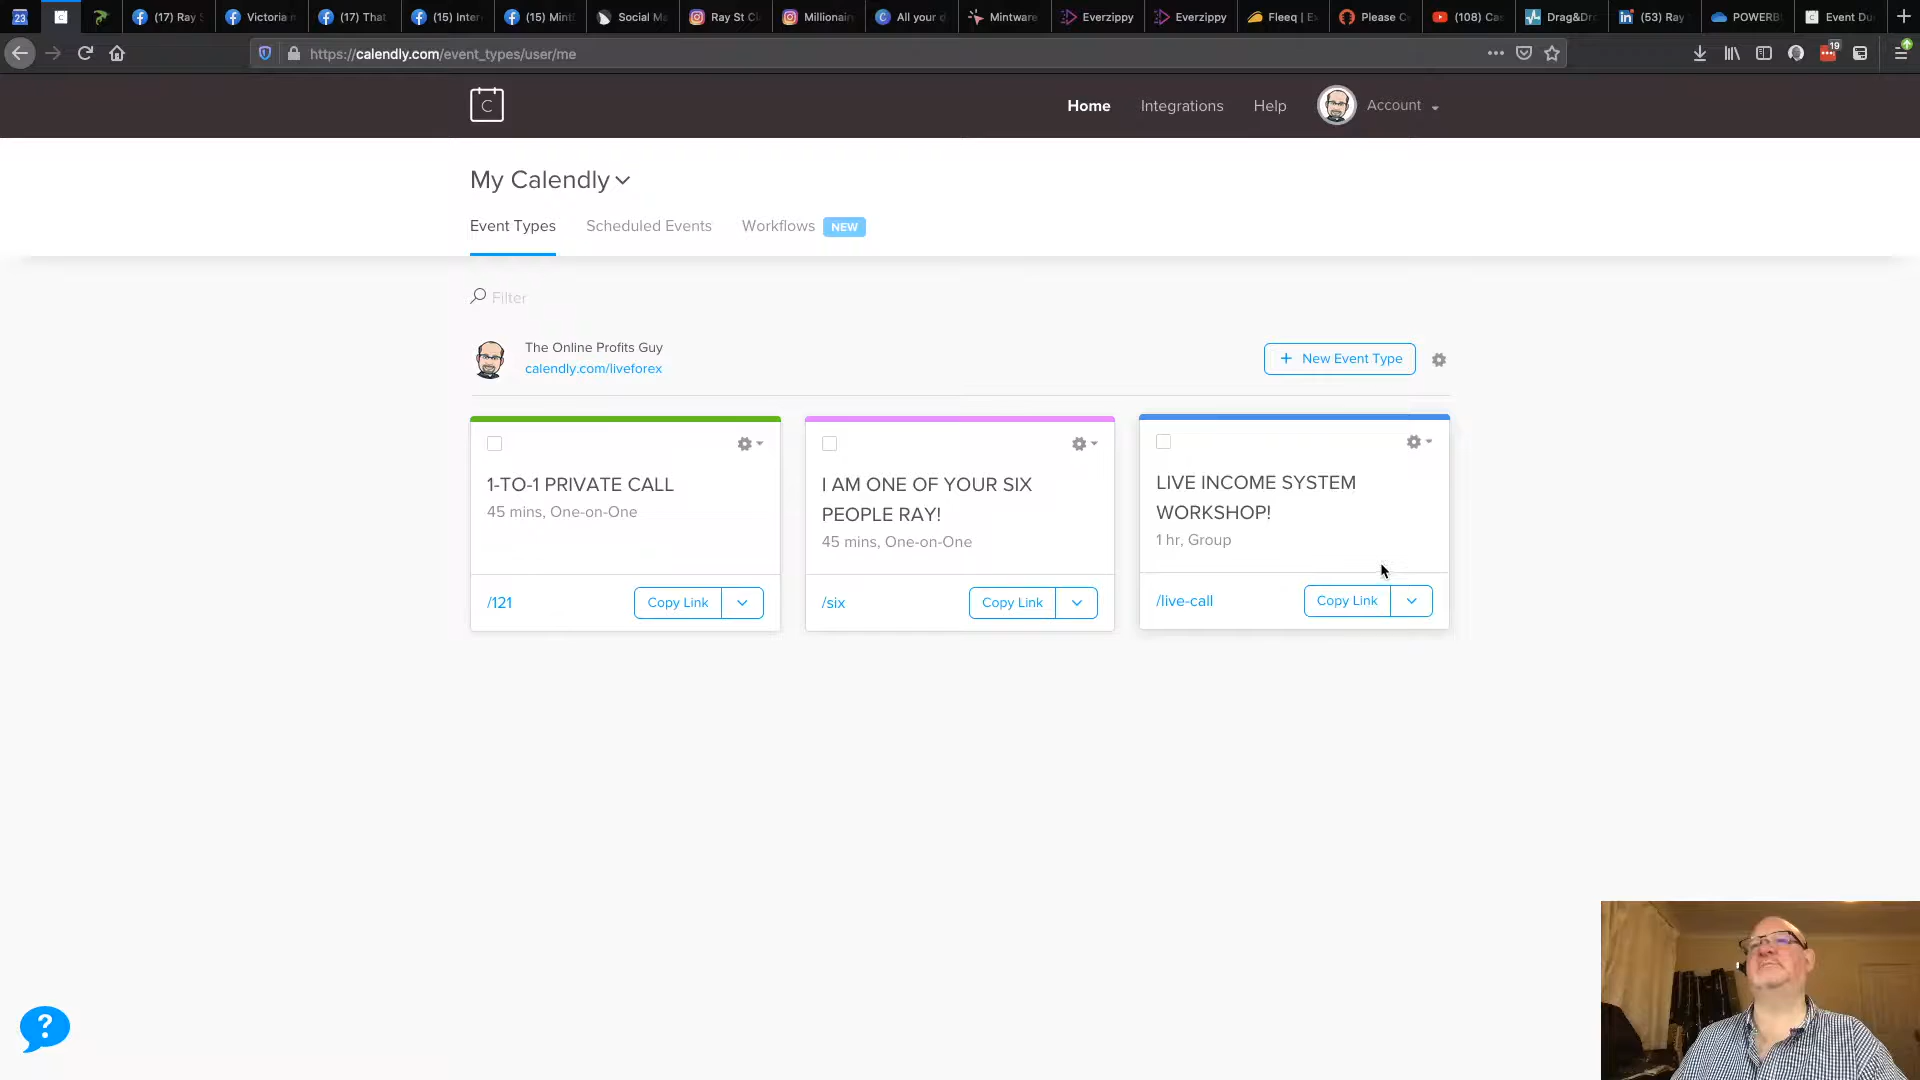 23
(17) Ray S
Victoria
(17) That
(15) Inter
(15) Mint
Social Ma
Ray St Cl
Millionai
All your d
Mintware
Everzippy
Everzippy
Fleeq | E
Please C
(108) Ca
Drag&Dr
(53) Ray
POWERB
Event Du
https://calendly.com/event_types/user/me
19
C
Home
Integrations
Help
Account
My Calendly
Event Types
Scheduled Events
Workflows
NEW
Filter
The Online Profits Guy
calendly.com/liveforex
+ New Event Type
1-TO-1 PRIVATE CALL
45 mins, One-on-One
/121
Copy Link
I AM ONE OF YOUR SIX
PEOPLE RAY!
45 mins, One-on-One
/six
Copy Link
LIVE INCOME SYSTEM
WORKSHOP!
1 hr, Group
/live-call
Copy Link
?